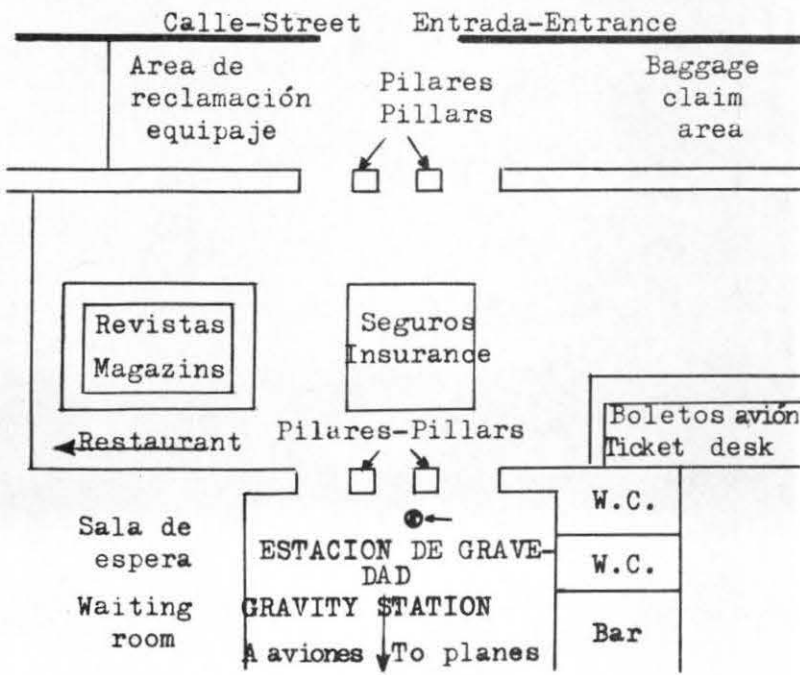 Calle-Street Entrada-Entrance
Area de
reclamación
equipaje
Pilares
Pillars
Baggage
claim
area
Revistas
Magazins
Seguros
Insurance
Restaurant
Pilares-Pillars
Boletos avión
Ticket desk
W.C.
W.C.
Bar
Sala de
espera
Waiting
room
ESTACION DE GRAVE-
DAD
GRAVITY STATION
A aviones To planes